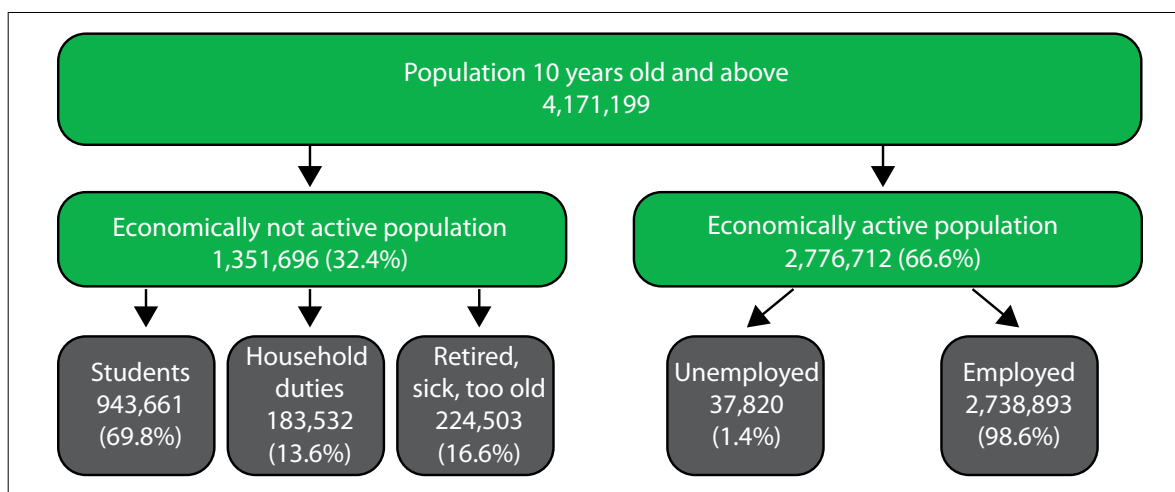 Population 10 years old and above
4,171,199
Economically not active population
1,351,696 (32.4%)
Economically active population
2,776,712 (66.6%)
Students
943,661
(69.8%)
Household
duties
183,532
(13.6%)
Retired,
sick, too old
224,503
(16.6%)
Unemployed
37,820
(1.4%)
Employed
2,738,893
(98.6%)